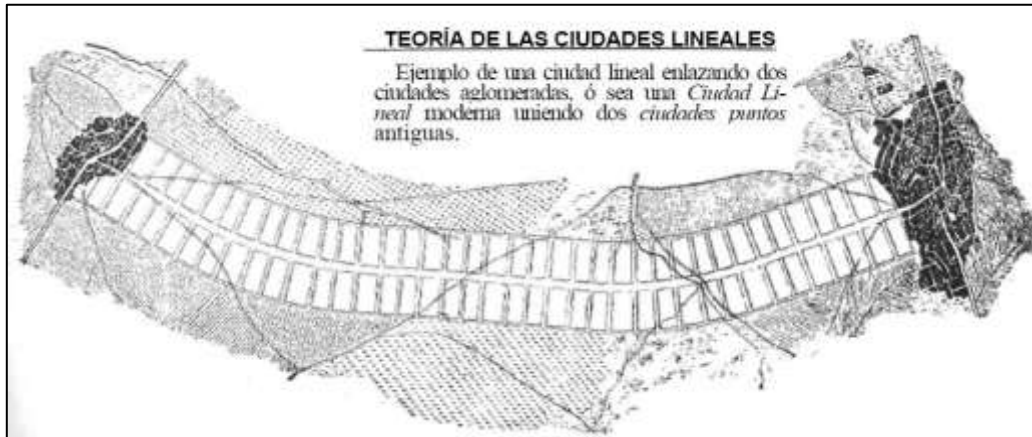 TEORÍA DE LAS CIUDADES LINEALES
Ejemplo de una ciudad lineal enlazando dos
ciudades aglomeradas, ó sea una Ciudad Li-
neal moderna uniendo dos ciudades puntos
antiguas.